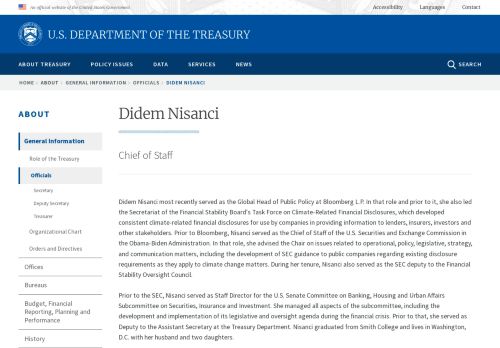 An official website of the United States Government
Accessibility
Languages
Contact
U.S. DEPARTMENT OF THE TREASURY
ABOUT TREASURY
POLICY ISSUES
DATA
SERVICES
NEWS
SEARCH
HOME › ABOUT › GENERAL INFORMATION › OFFICIALS › DIDEM NISANCI
ABOUT
General Information
Role of the Treasury
Officials
Secretary
Deputy Secretary
Treasurer
Organizational Chart
Orders and Directives
Offices
Bureaus
Budget, Financial
Reporting, Planning and
Performance
History
Didem Nisanci
Chief of Staff
Didem Nisanci most recently served as the Global Head of Public Policy at Bloomberg L.P. In that role and prior to it, she also led
the Secretariat of the Financial Stability Board's Task Force on Climate-Related Financial Disclosures, which developed
consistent climate-related financial disclosures for use by companies in providing information to lenders, insurers, investors and
other stakeholders. Prior to Bloomberg, Nisanci served as the Chief of Staff of the U.S. Securities and Exchange Commission in
the Obama-Biden Administration. In that role, she advised the Chair on issues related to operational, policy, legislative, strategy,
and communication matters, including the development of SEC guidance to public companies regarding existing disclosure
requirements as they apply to climate change matters. During her tenure, Nisanci also served as the SEC deputy to the Financial
Stability Oversight Council.
Prior to the SEC, Nisanci served as Staff Director for the U.S. Senate Committee on Banking, Housing and Urban Affairs
Subcommittee on Securities, Insurance and Investment. She managed all aspects of the subcommittee, including the
development and implementation of its legislative and oversight agenda during the financial crisis. Prior to that, she served as
Deputy to the Assistant Secretary at the Treasury Department. Nisanci graduated from Smith College and lives in Washington,
D.C. with her husband and two daughters.